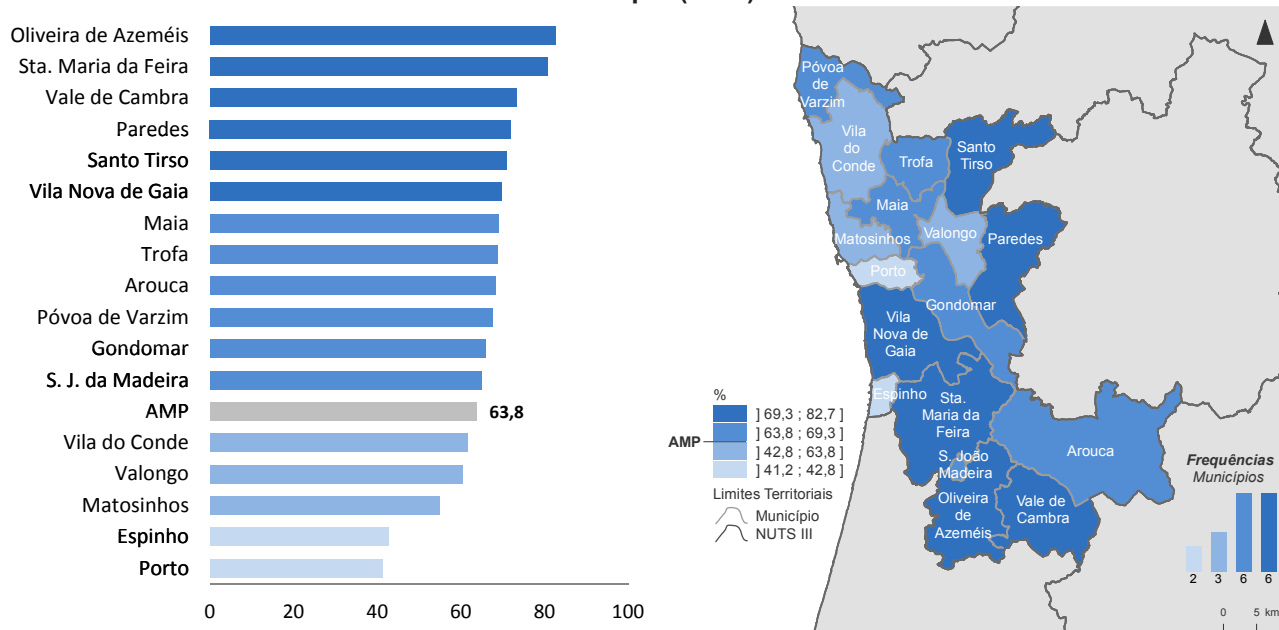 Oliveira de Azeméis
Sta. Maria da Feira
Vale de Cambra
Paredes
Santo Tirso
Vila Nova de Gaia
Maia
Trofa
Arouca
Póvoa de Varzim
Gondomar
S. J. da Madeira
AMP
63,8
Vila do Conde
Valongo
Matosinhos
Espinho
Porto
0 20 40 60 80 100
Póvoa
de
Varzim
Vila
do
Conde
Trofa
Santo
Tirso
Maia
Matosinhos
Valongo
Paredes
Porto
Gondomar
Vila
Nova de
Gaia
Espinho
Sta.
Maria da
Feira
Arouca
S. João
Madeira
Oliveira
de
Azeméis
Vale de
Cambra
%
] 69,3 ; 82,7 ]
] 63,8 ; 69,3 ]
AMP
] 42,8 ; 63,8 ]
] 41,2 ; 42,8 ]
Limites Territoriais
Município
NUTS III
Frequências
Municípios
2 3 6 6
0 5 km